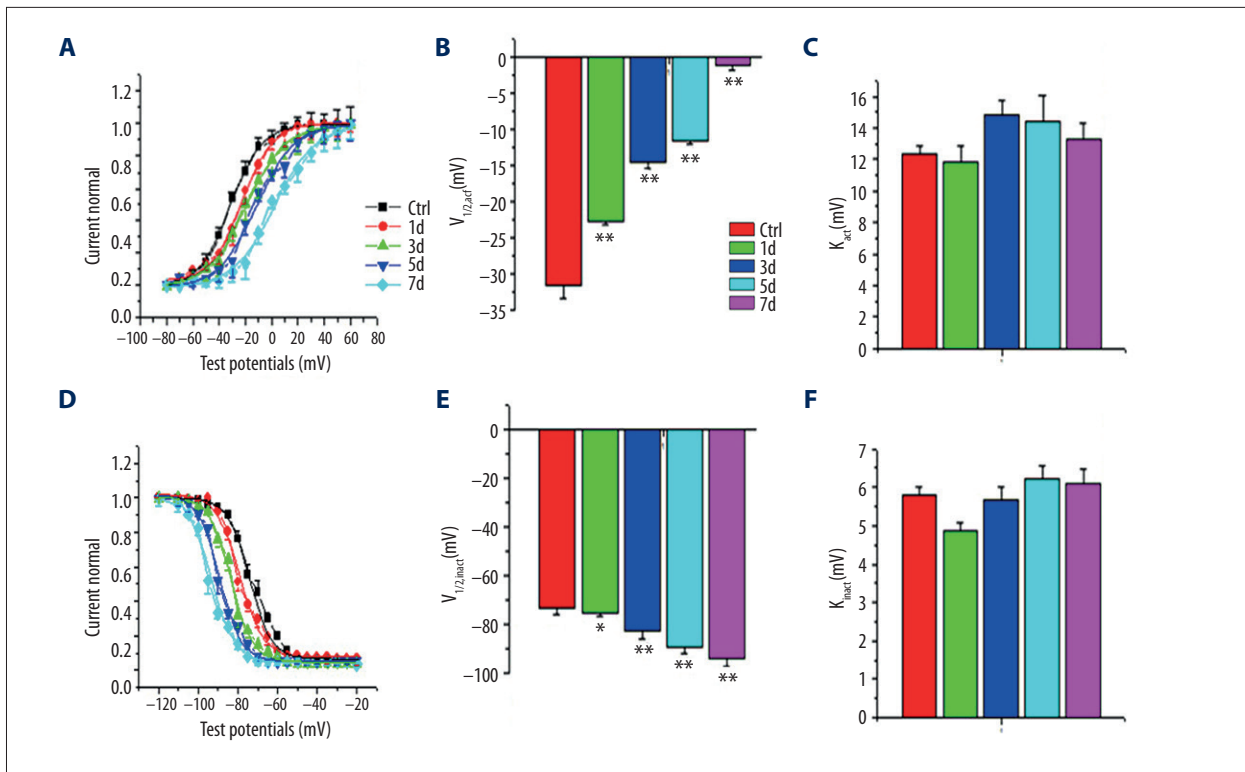 A
Current normal
1.2
1.0
0.8
0.6
0.4
0.2
0.0
–100 –80 –60 –40 –20 0 20 40 60 80
Test potentials (mV)
Ctrl
1d
3d
5d
7d
B
V1/2,act(mV)
0
–5
–10
–15
–20
–25
–30
–35
**
**
**
**
Ctrl
1d
3d
5d
7d
C
Kact(mV)
18
16
14
12
10
8
6
4
2
0
D
Current normal
1.2
1.0
0.8
0.6
0.4
0.2
0.0
–120 –100 –80 –60 –40 –20
Test potentials (mV)
E
V1/2,inact(mV)
0
–20
–40
–60
–80
–100
*
**
**
**
F
Kinact(mV)
7
6
5
4
3
2
1
0